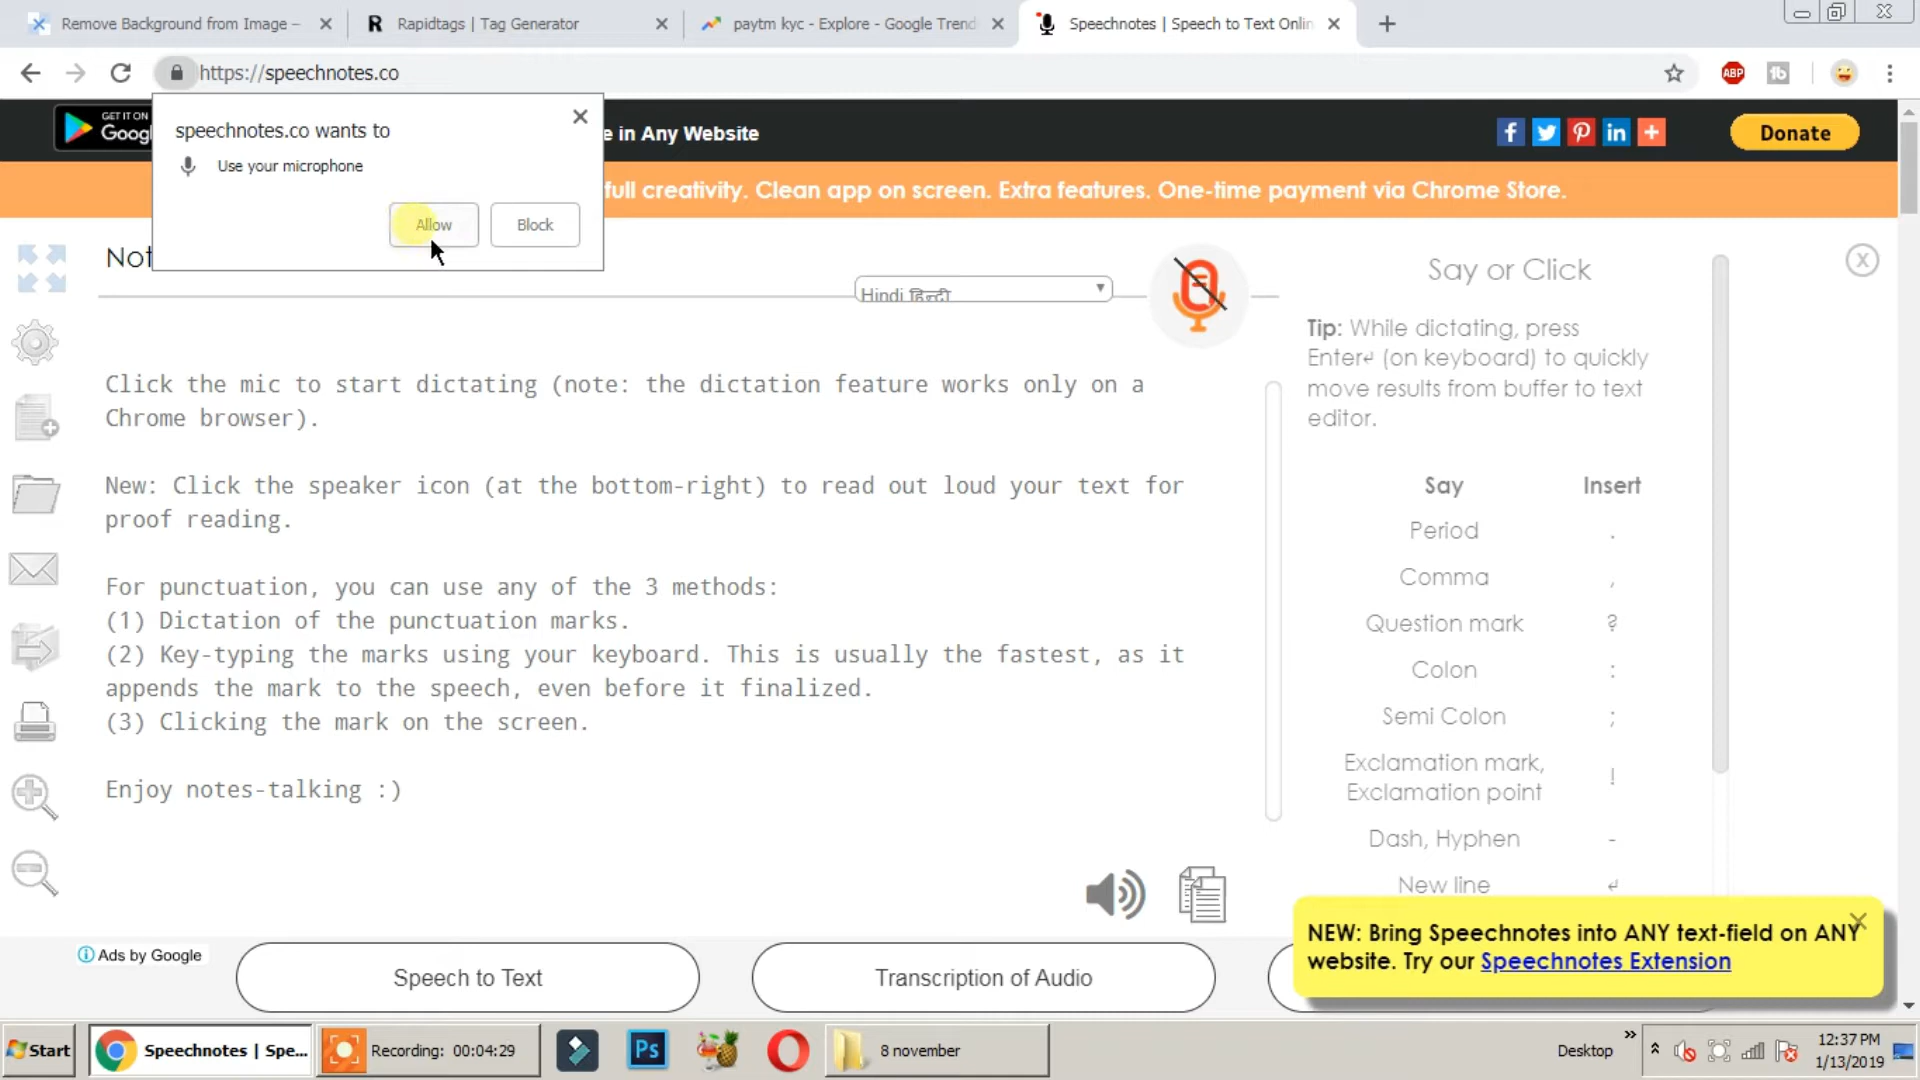 Remove Background from Image –
Rapidtags | Tag Generator
paytm kyc - Explore - Google Trend
Speechnotes | Speech to Text Onlin
https://speechnotes.co
ABP
speechnotes.co wants to
Use your microphone
Allow
Block
GET IT ON
Goog
e in Any Website
Donate
full creativity. Clean app on screen. Extra features. One-time payment via Chrome Store.
Not
Hindi हिन्दी
Click the mic to start dictating (note: the dictation feature works only on a
Chrome browser).
New: Click the speaker icon (at the bottom-right) to read out loud your text for
proof reading.
For punctuation, you can use any of the 3 methods:
(1) Dictation of the punctuation marks.
(2) Key-typing the marks using your keyboard. This is usually the fastest, as it
appends the mark to the speech, even before it finalized.
(3) Clicking the mark on the screen.
Enjoy notes-talking :)
Say or Click
Tip: While dictating, press
Enter↵ (on keyboard) to quickly
move results from buffer to text
editor.
Say Insert
Period .
Comma ,
Question mark ?
Colon :
Semi Colon ;
Exclamation mark,
Exclamation point !
Dash, Hyphen -
New line ↵
NEW: Bring Speechnotes into ANY text-field on ANY
website. Try our Speechnotes Extension
Ads by Google
Speech to Text
Transcription of Audio
Start
Speechnotes | Spe...
Recording: 00:04:29
Ps
8 november
Desktop
12:37 PM
1/13/2019